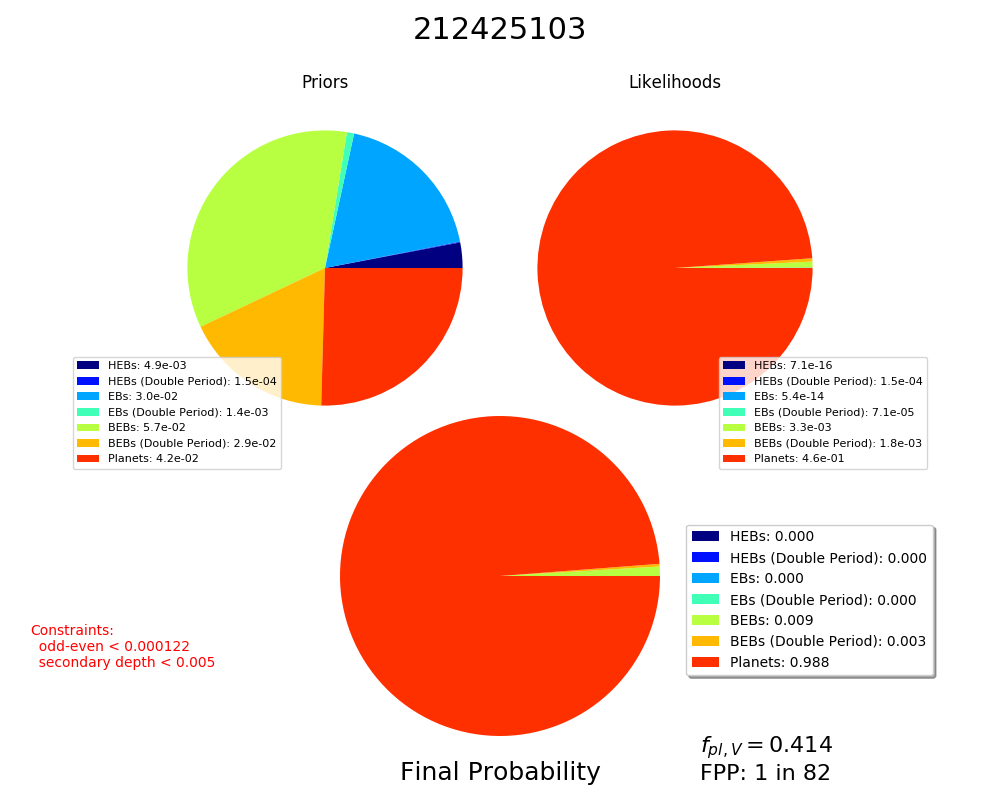 212425103
Priors
Likelihoods
HEBs: 4.9e-03
HEBs (Double Period): 1.5e-04
EBs: 3.0e-02
EBs (Double Period): 1.4e-03
BEBs: 5.7e-02
BEBs (Double Period): 2.9e-02
Planets: 4.2e-02
HEBs: 7.1e-16
HEBs (Double Period): 1.5e-04
EBs: 5.4e-14
EBs (Double Period): 7.1e-05
BEBs: 3.3e-03
BEBs (Double Period): 1.8e-03
Planets: 4.6e-01
HEBs: 0.000
HEBs (Double Period): 0.000
EBs: 0.000
EBs (Double Period): 0.000
BEBs: 0.009
BEBs (Double Period): 0.003
Planets: 0.988
Constraints:
odd-even < 0.000122
secondary depth < 0.005
Final Probability
f_{pl,V} = 0.414
FPP: 1 in 82